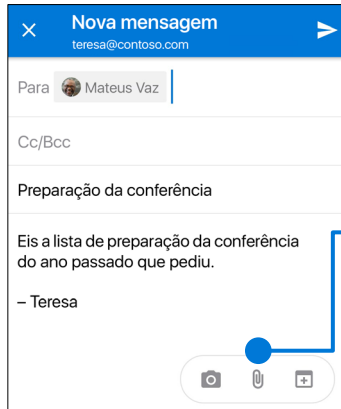 Nova mensagem
teresa@contoso.com
Para Mateus Vaz
Cc/Bcc
Preparação da conferência
Eis a lista de preparação da conferência
do ano passado que pediu.
– Teresa